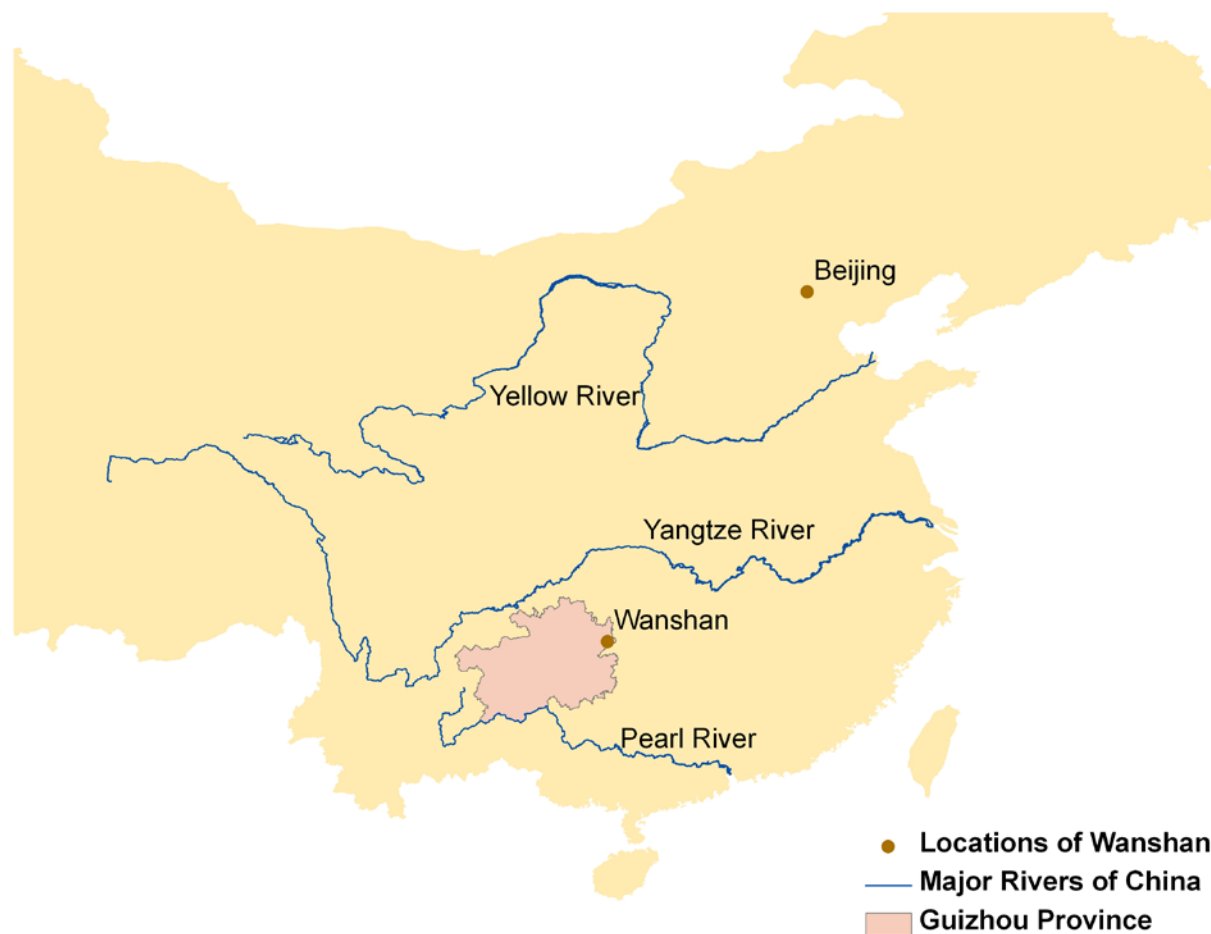 Beijing
Yellow River
Yangtze River
Wanshan
Pearl River
Locations of Wanshan
Major Rivers of China
Guizhou Province